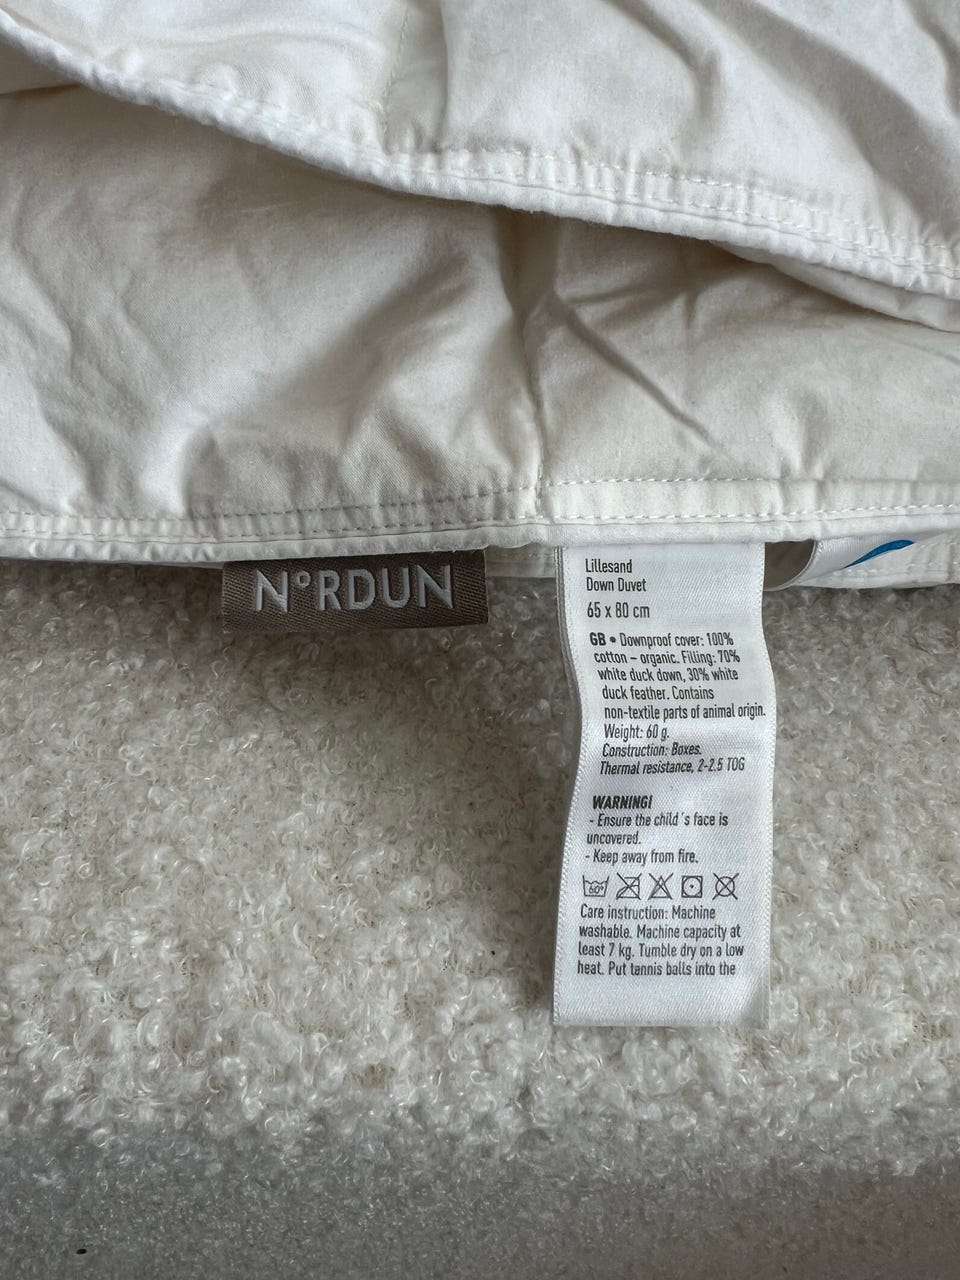 N°RDUN
Lillesand
Down Duvet
65 x 80 cm
GB • Downproof cover: 100%
cotton – organic. Filling: 70%
white duck down, 30% white
duck feather. Contains
non-textile parts of animal origin.
Weight: 60 g.
Construction: Boxes.
Thermal resistance, 2-2.5 TOG
WARNING!
- Ensure the child's face is
uncovered.
- Keep away from fire.
60°
Care instruction: Machine
washable. Machine capacity at
least 7 kg. Tumble dry on a low
heat. Put tennis balls into the